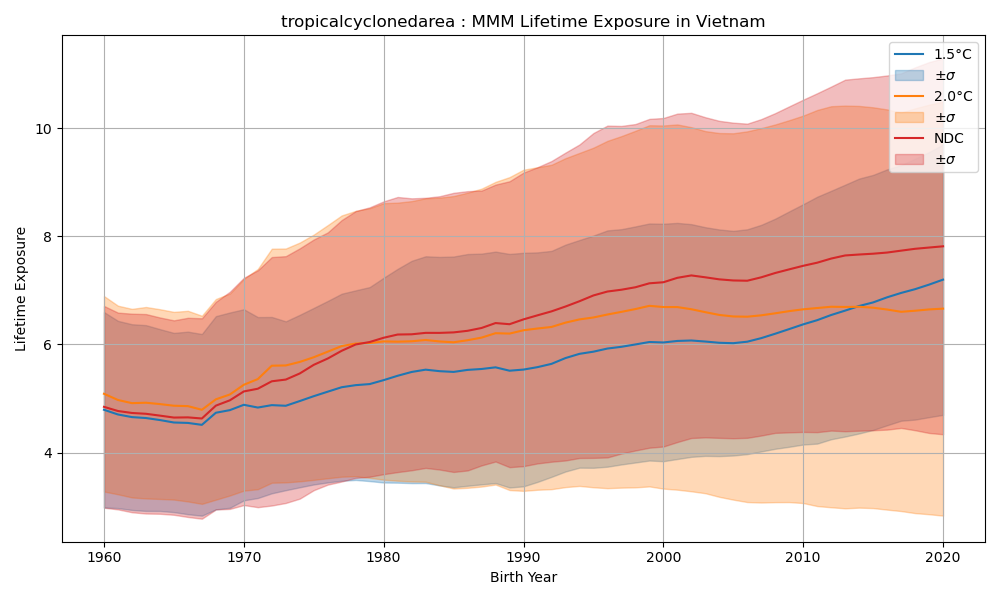 tropicalcyclonedarea : MMM Lifetime Exposure in Vietnam
1.5°C
±σ
2.0°C
±σ
NDC
±σ
Lifetime Exposure
10
8
6
4
1960 1970 1980 1990 2000 2010 2020
Birth Year